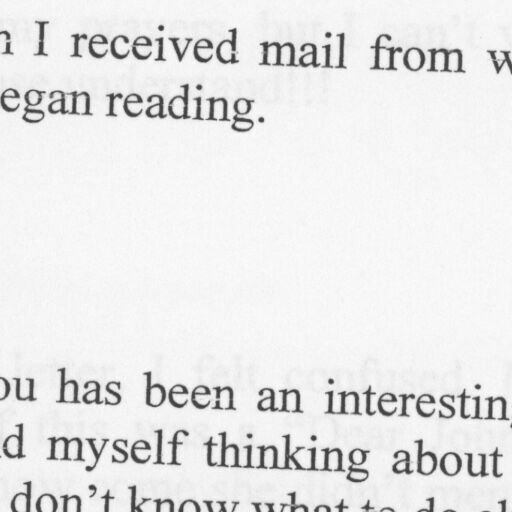 I received mail from
egan reading.
ou has been an interestin
d myself thinking about
don't know what to do